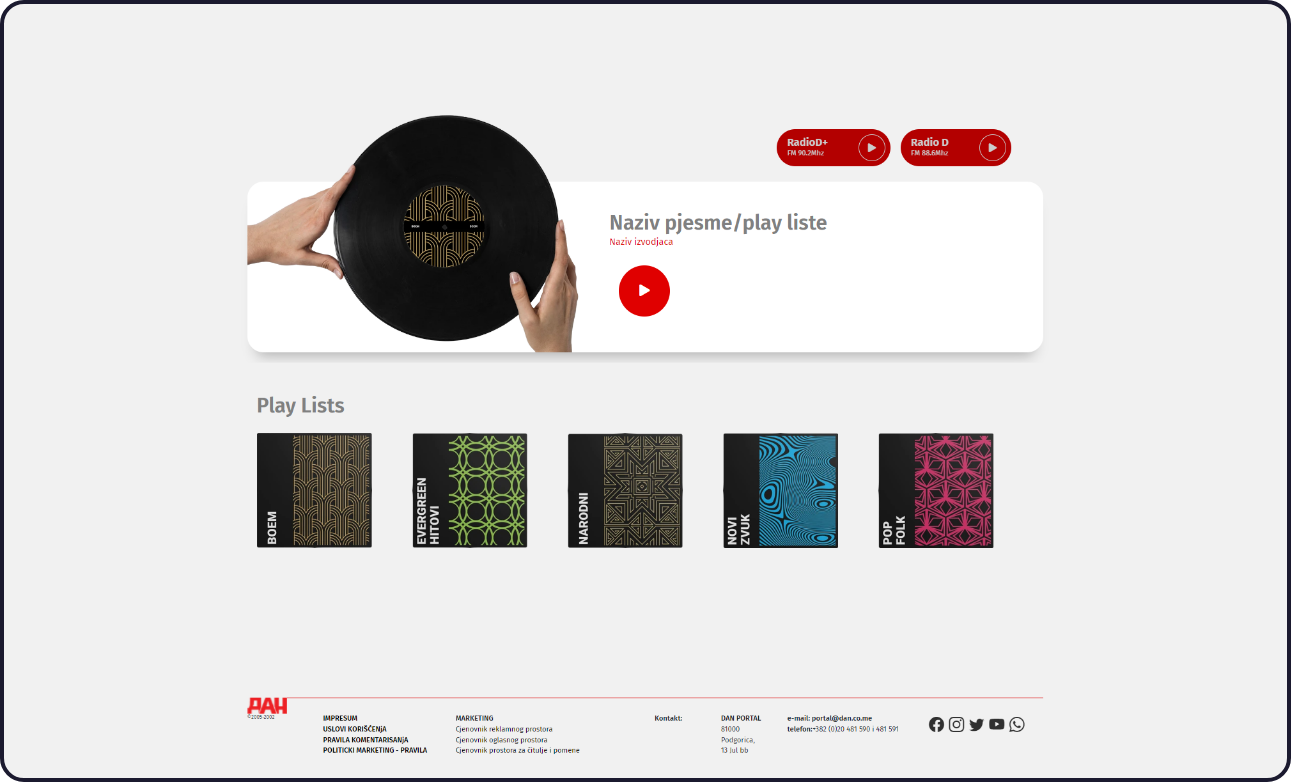 RadioD+
FM 90.2Mhz
Radio D
FM 88.6Mhz
Naziv pjesme/play liste
Naziv izvodjaca
Play Lists
BOEM
EVERGREEN
HITOVI
NARODNI
NOVI
ZVUK
POP
FOLK
ДАН
©2005-2002
IMPRESUM
USLOVI KORIŠĆENJA
PRAVILA KOMENTARISANJA
POLITICKI MARKETING - PRAVILA
MARKETING
Cjenovnik reklamnog prostora
Cjenovnik oglasnog prostora
Cjenovnik prostora za čitulje i pomene
Kontakt:
DAN PORTAL
81000
Podgorica,
13 Jul bb
e-mail: portal@dan.co.me
telefon:+382 (0)20 481 590 i 481 591